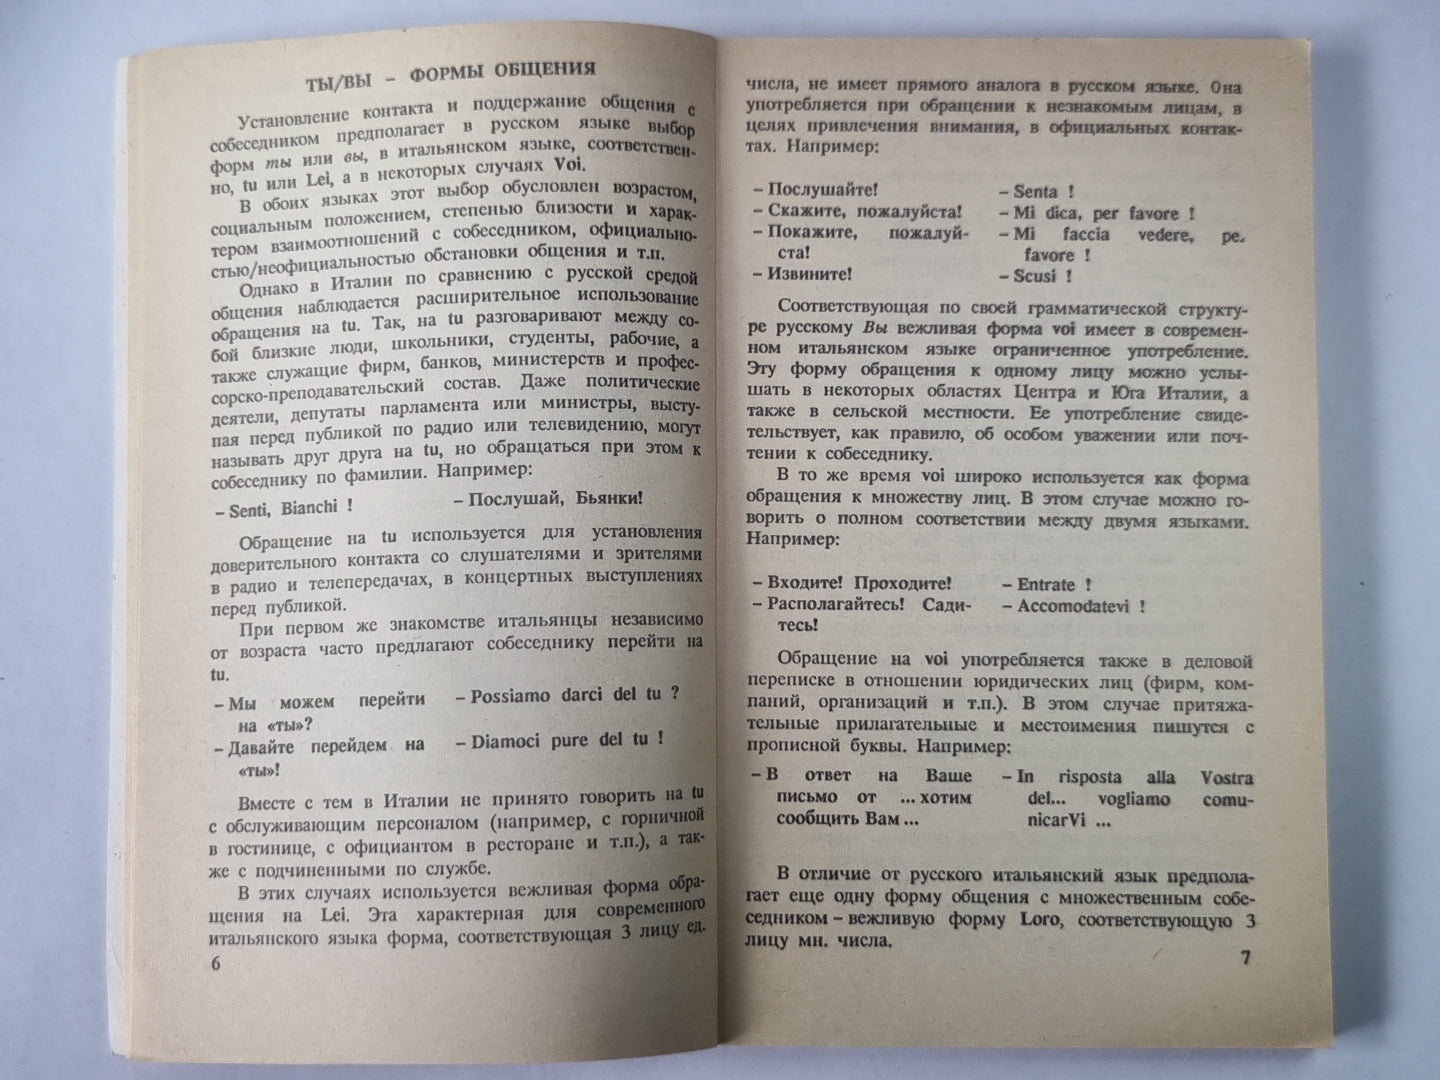 ТЫ/ВЫ – ФОРМЫ ОБЩЕНИЯ
Установление контакта и поддержание общения с
собеседником предполагает в русском языке выбор
форм ты или вы, в итальянском языке, соответствен-
но, tu или Lei, а в некоторых случаях Voi.
В обоих языках этот выбор обусловлен возрастом,
социальным положением, степенью близости и харак-
тером взаимоотношений с собеседником, официально-
стью/неофициальностью обстановки общения и т.п.
Однако в Италии по сравнению с русской средой
общения наблюдается расширительное использование
обращения на tu. Так, на tu разговаривают между со-
бой близкие люди, школьники, студенты, рабочие, а
также служащие фирм, банков, министерств и профес-
сорско-преподавательский состав. Даже политические
деятели, депутаты парламента или министры, высту-
пая перед публикой по радио или телевидению, могут
называть друг друга на tu, но обращаться при этом к
собеседнику по фамилии. Например:
– Senti, Bianchi ! – Послушай, Бьянки!
Обращение на tu используется для установления
доверительного контакта со слушателями и зрителями
в радио и телепередачах, в концертных выступлениях
перед публикой.
При первом же знакомстве итальянцы независимо
от возраста часто предлагают собеседнику перейти на
tu.
– Мы можем перейти – Possiamo darci del tu ?
на «ты»?
– Давайте перейдем на – Diamoci pure del tu !
«ты»!
Вместе с тем в Италии не принято говорить на tu
с обслуживающим персоналом (например, с горничной
в гостинице, с официантом в ресторане и т.п.), а так-
же с подчиненными по службе.
В этих случаях используется вежливая форма обра-
щения на Lei. Эта характерная для современного
итальянского языка форма, соответствующая 3 лицу ед.
6
числа, не имеет прямого аналога в русском языке. Она
употребляется при обращении к незнакомым лицам, в
целях привлечения внимания, в официальных контак-
тах. Например:
– Послушайте! – Senta !
– Скажите, пожалуйста! – Mi dica, per favore !
– Покажите, пожалуй- – Mi faccia vedere, pe.
ста! favore !
– Извините! – Scusi !
Соответствующая по своей грамматической структу-
ре русскому Вы вежливая форма voi имеет в современ-
ном итальянском языке ограниченное употребление.
Эту форму обращения к одному лицу можно услы-
шать в некоторых областях Центра и Юга Италии, а
также в сельской местности. Ее употребление свиде-
тельствует, как правило, об особом уважении или поч-
тении к собеседнику.
В то же время voi широко используется как форма
обращения к множеству лиц. В этом случае можно го-
ворить о полном соответствии между двумя языками.
Например:
– Входите! Проходите! – Entrate !
– Располагайтесь! Сади- – Accomodatevi !
тесь!
Обращение на voi употребляется также в деловой
переписке в отношении юридических лиц (фирм, ком-
паний, организаций и т.п.). В этом случае притяжа-
тельные прилагательные и местоимения пишутся с
прописной буквы. Например:
– В ответ на Ваше – In risposta alla Vostra
письмо от ... хотим del... vogliamo comu-
сообщить Вам ... nicarVi ...
В отличие от русского итальянский язык предпола-
гает еще одну форму общения с множественным собе-
седником – вежливую форму Loro, соответствующую 3
лицу мн. числа.
7